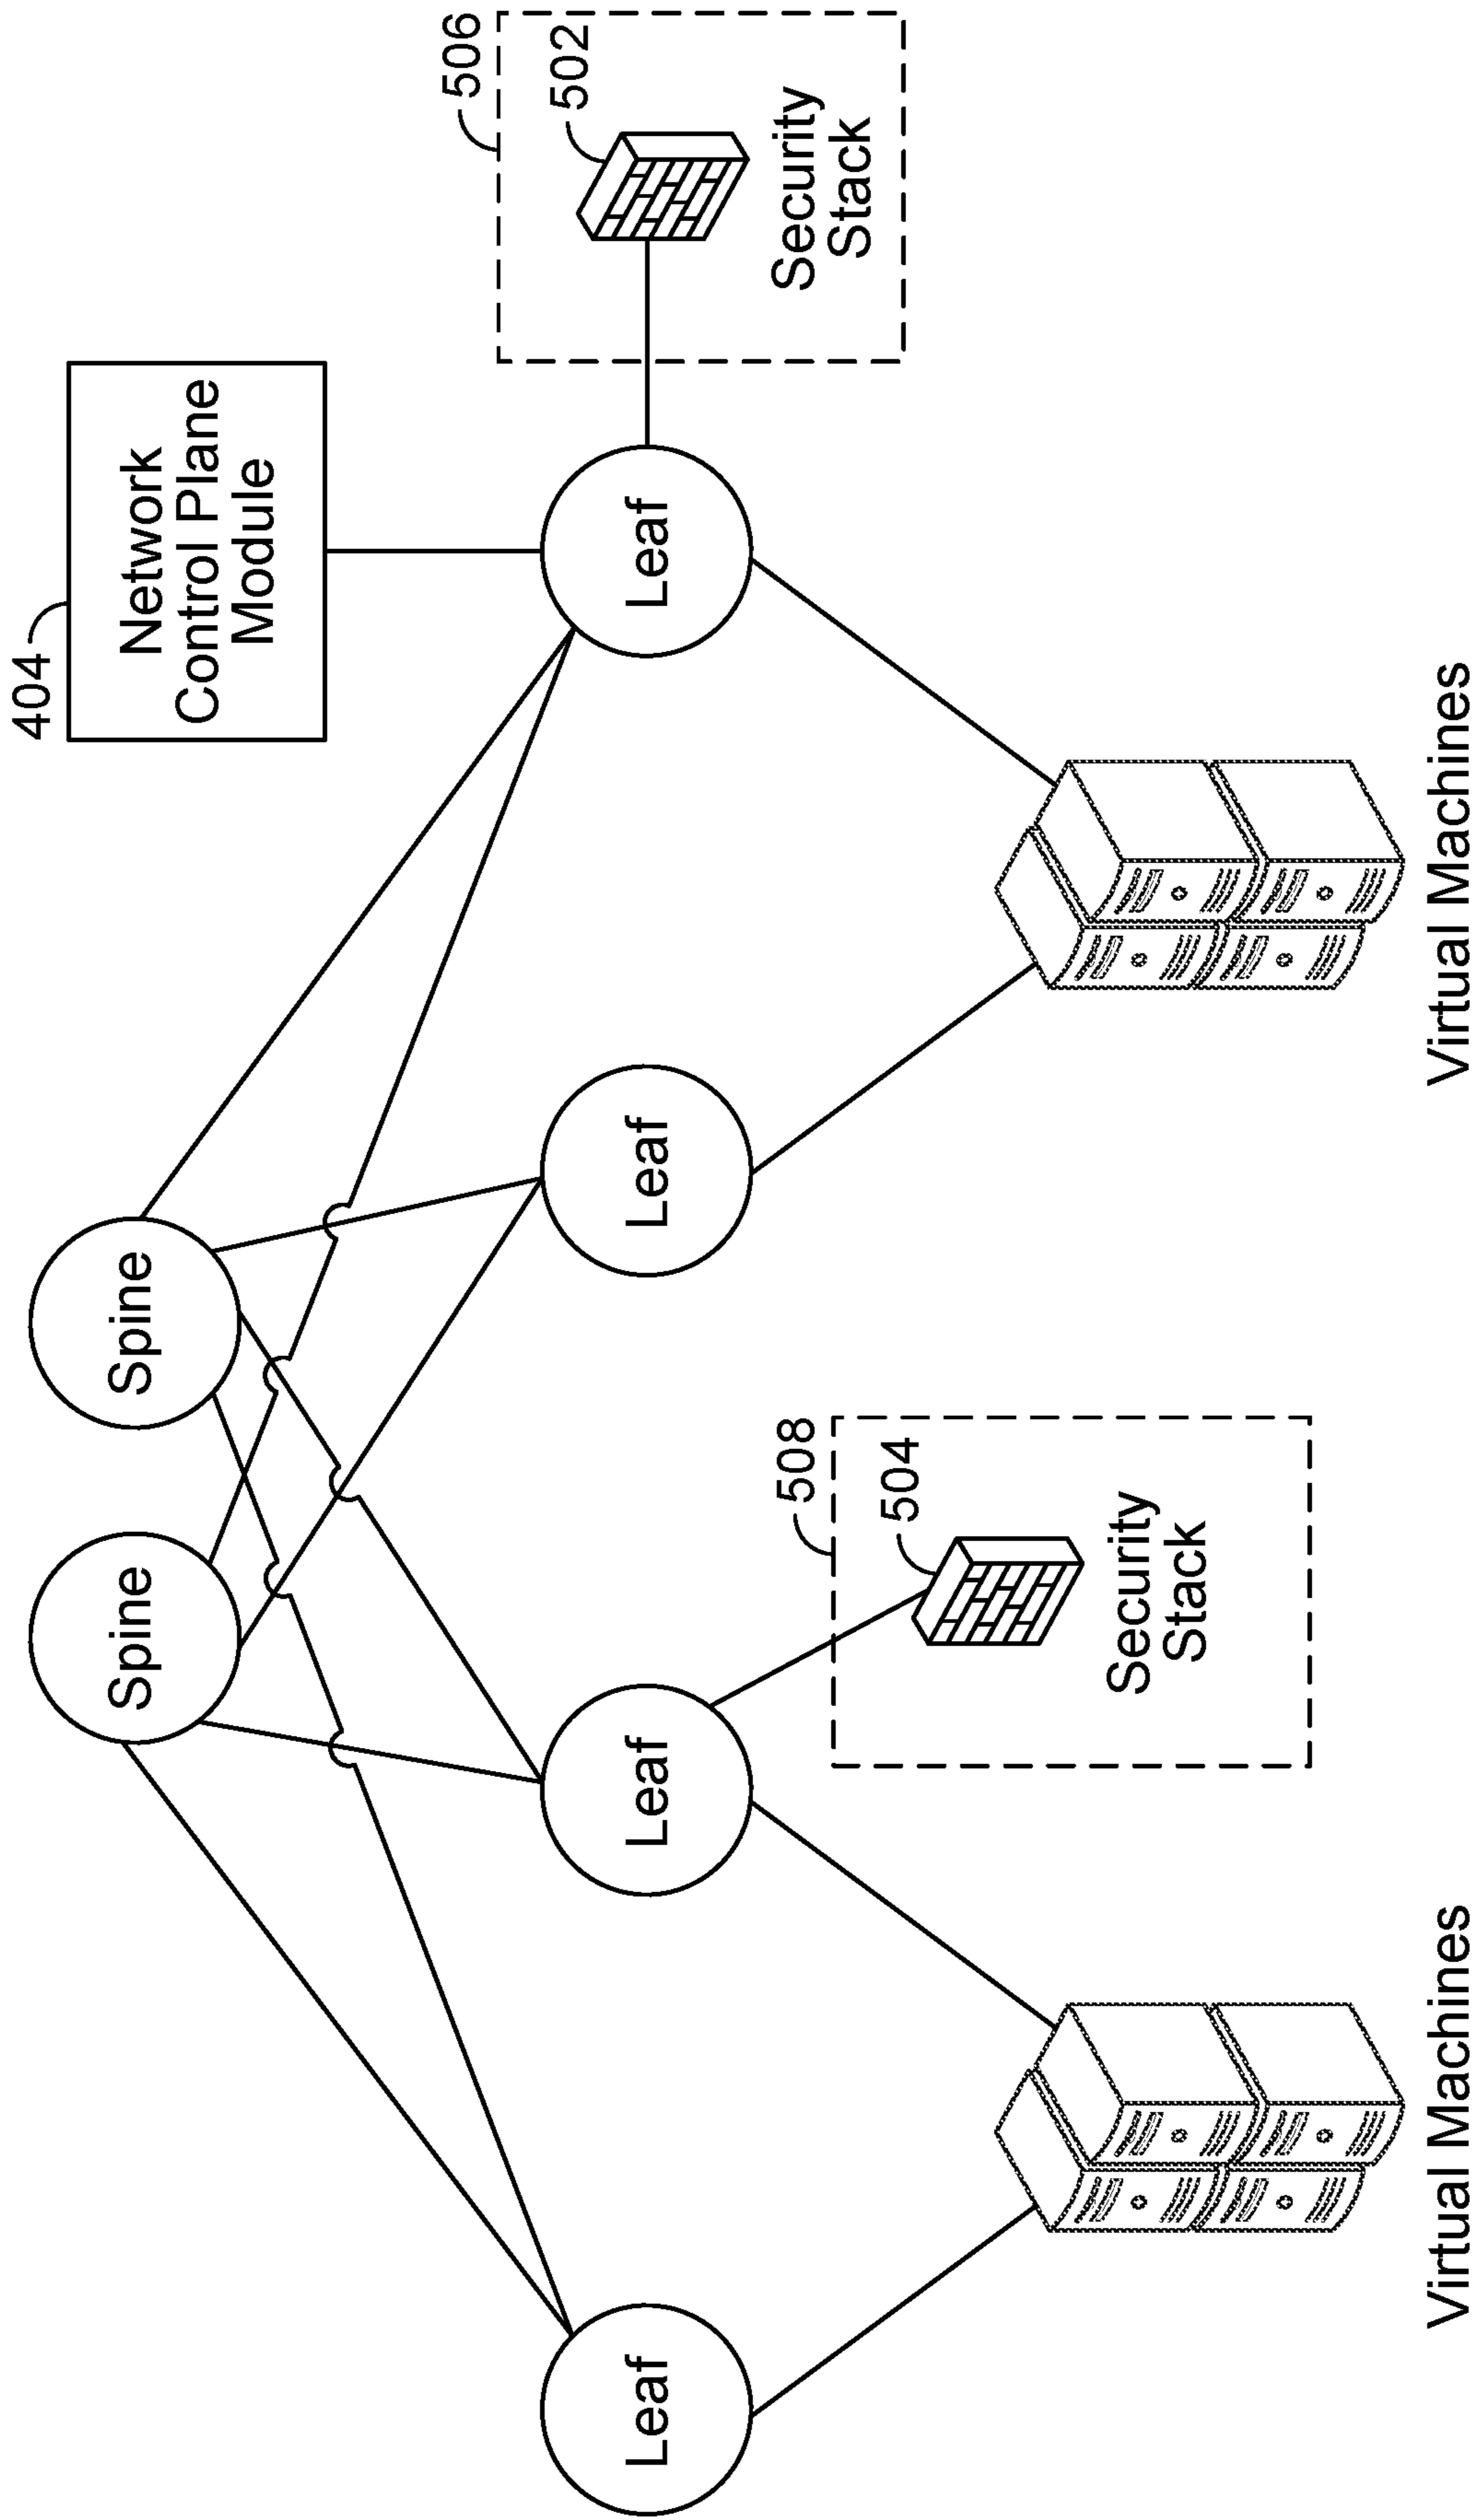 404
Network
Control Plane
Module
Spine
Spine
506
502
Security
Stack
Leaf
Leaf
Leaf
Leaf
508
504
Security
Stack
Virtual Machines
Virtual Machines